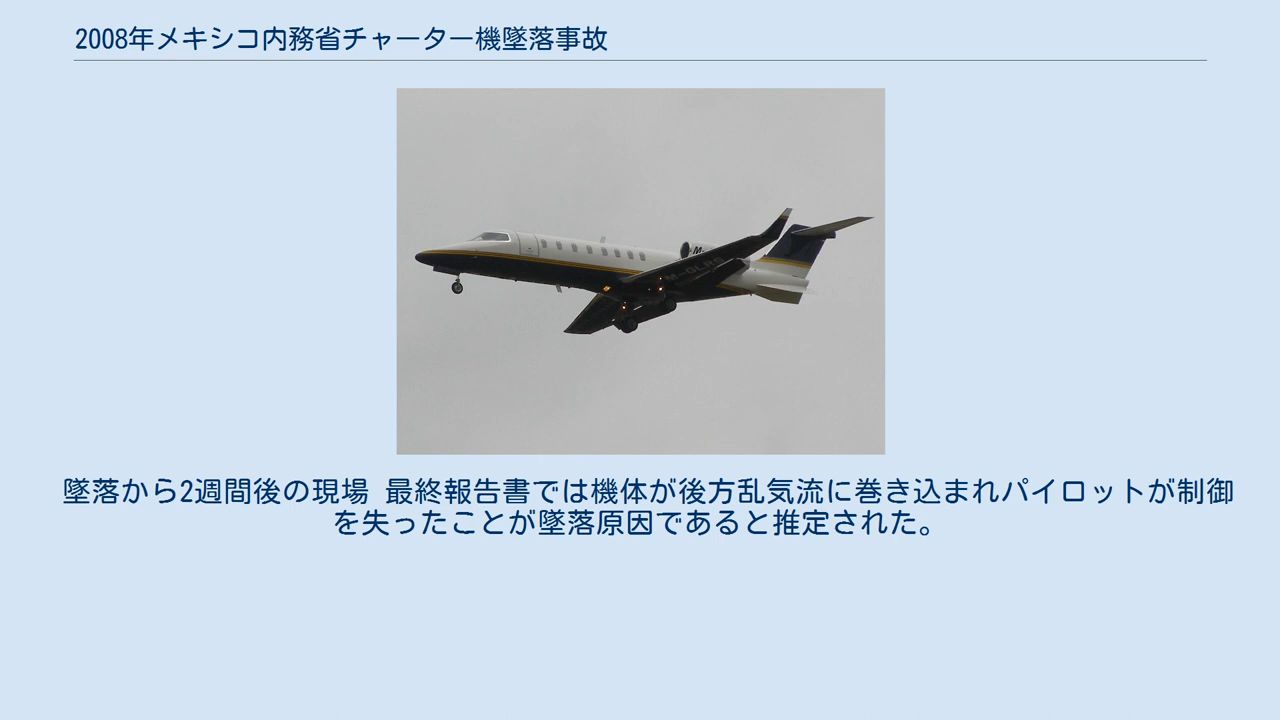 2008年メキシコ内務省チャーター機墜落事故
墜落から2週間後の現場 最終報告書では機体が後方乱気流に巻き込まれパイロットが制御
を失ったことが墜落原因であると推定された。